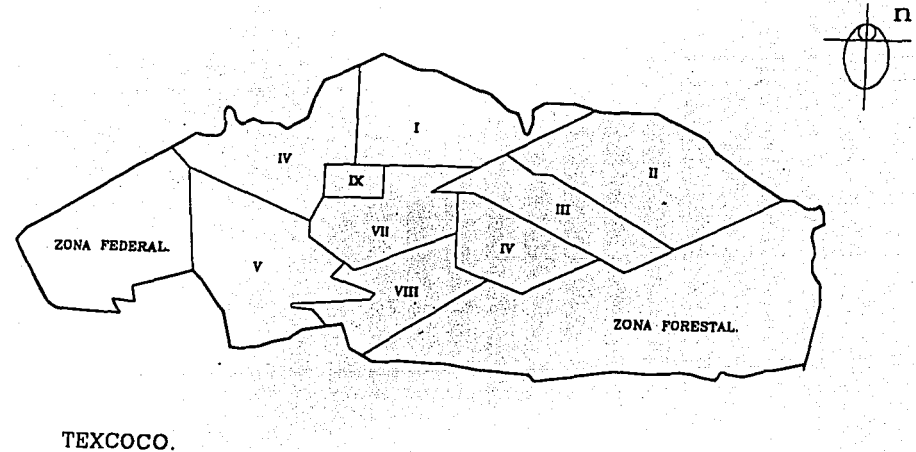 n
I
IV
II
IX
III
VII
ZONA FEDERAL.
IV
V
VIII
ZONA FORESTAL.
TEXCOCO.